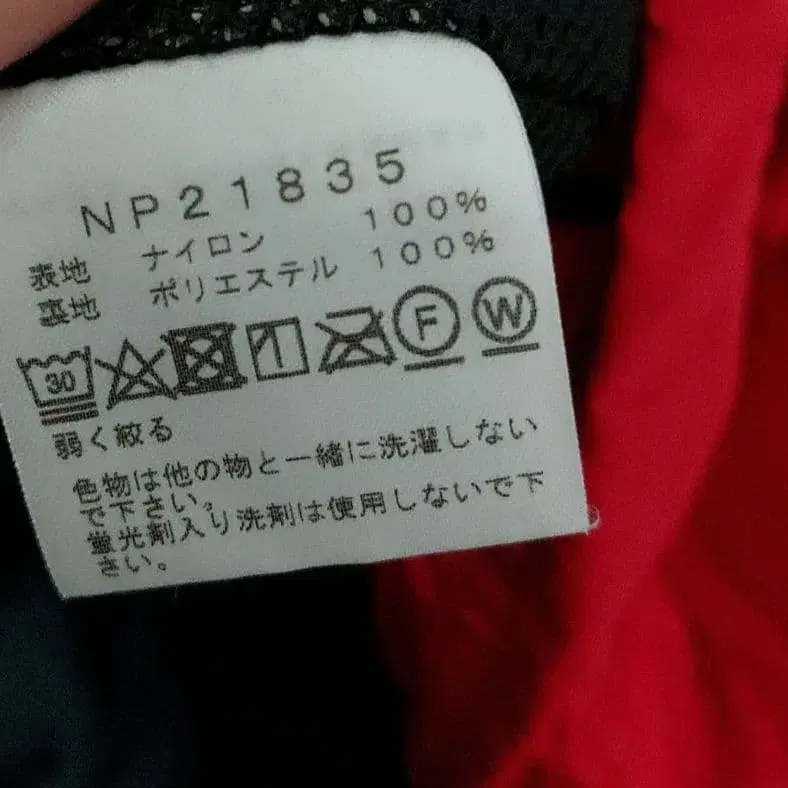 NP21835
表地 ナイロン 100%
裏地 ポリエステル 100%
30 F W
弱く絞る
色物は他の物と一緒に洗濯しない
で下さい。
蛍光剤入り洗剤は使用しないで下
さい。